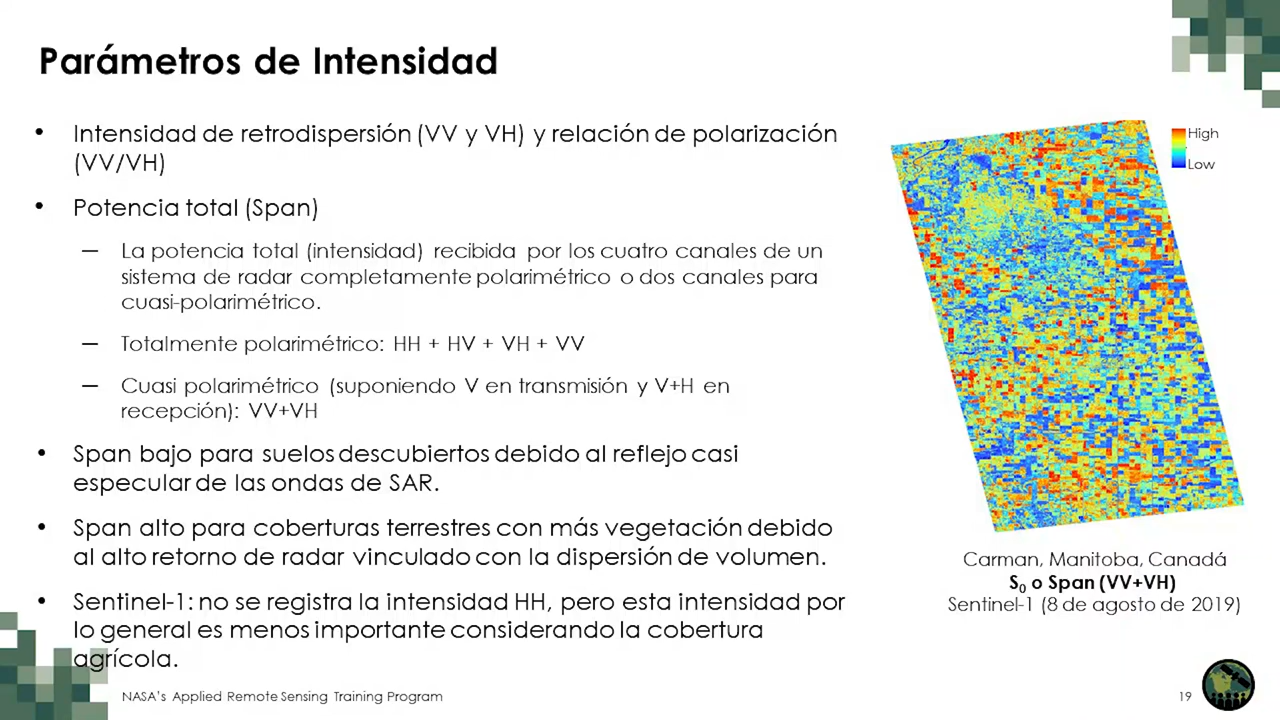 Parámetros de Intensidad
• Intensidad de retrodispersión (VV y VH) y relación de polarización
(VV/VH)
• Potencia total (Span)
— La potencia total (intensidad) recibida por los cuatro canales de un
sistema de radar completamente polarimétrico o dos canales para
cuasi-polarimétrico.
— Totalmente polarimétrico: HH + HV + VH + VV
— Cuasi polarimétrico (suponiendo V en transmisión y V+H en
recepción): VV+VH
• Span bajo para suelos descubiertos debido al reflejo casi
especular de las ondas de SAR.
• Span alto para coberturas terrestres con más vegetación debido
al alto retorno de radar vinculado con la dispersión de volumen.
• Sentinel-1: no se registra la intensidad HH, pero esta intensidad por
lo general es menos importante considerando la cobertura
agrícola.
High
Low
Carman, Manitoba, Canadá
S₀ o Span (VV+VH)
Sentinel-1 (8 de agosto de 2019)
NASA's Applied Remote Sensing Training Program
19